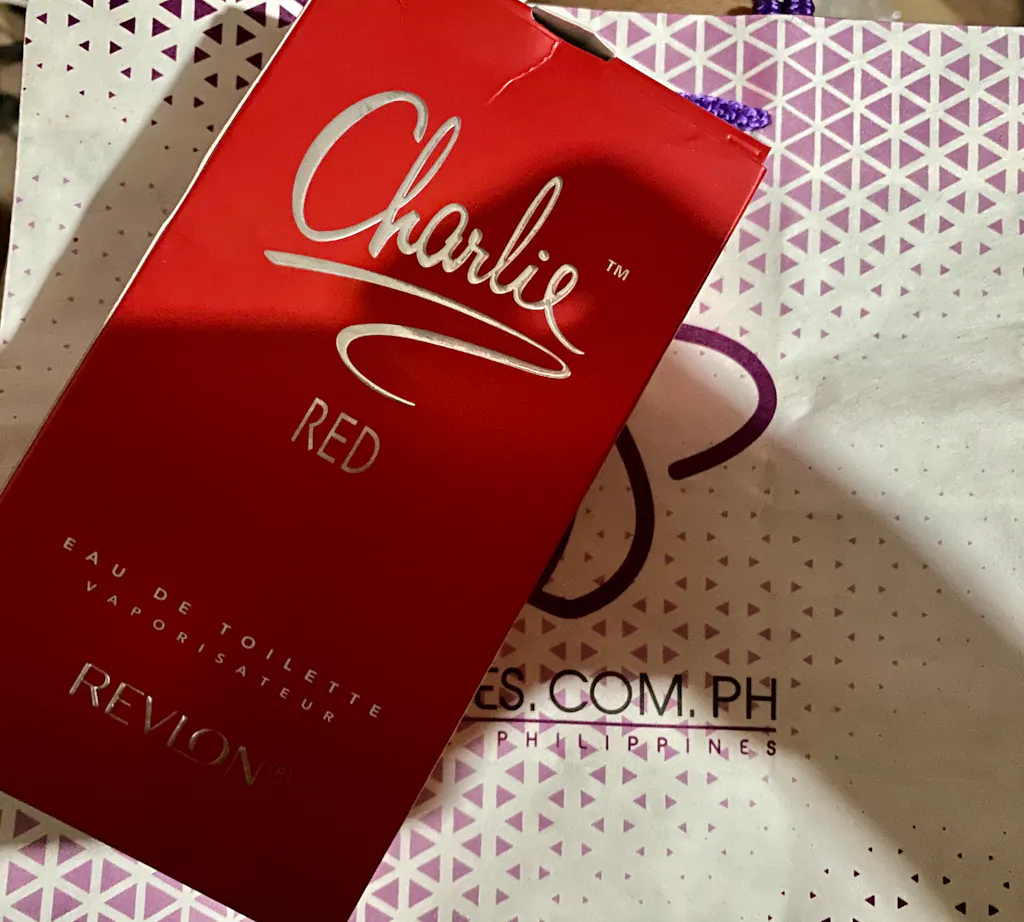 Charlie™
RED
EAU DE TOILETTE
VAPORISATEUR
REVLON®
ES.COM.PH
PHILIPPINES